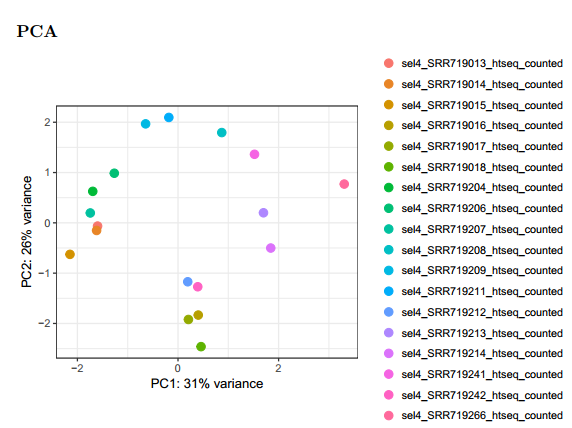 PCA
2
1
0
−1
−2
PC2: 26% variance
−2
0
2
PC1: 31% variance
sel4_SRR719013_htseq_counted
sel4_SRR719014_htseq_counted
sel4_SRR719015_htseq_counted
sel4_SRR719016_htseq_counted
sel4_SRR719017_htseq_counted
sel4_SRR719018_htseq_counted
sel4_SRR719204_htseq_counted
sel4_SRR719206_htseq_counted
sel4_SRR719207_htseq_counted
sel4_SRR719208_htseq_counted
sel4_SRR719209_htseq_counted
sel4_SRR719211_htseq_counted
sel4_SRR719212_htseq_counted
sel4_SRR719213_htseq_counted
sel4_SRR719214_htseq_counted
sel4_SRR719241_htseq_counted
sel4_SRR719242_htseq_counted
sel4_SRR719266_htseq_counted